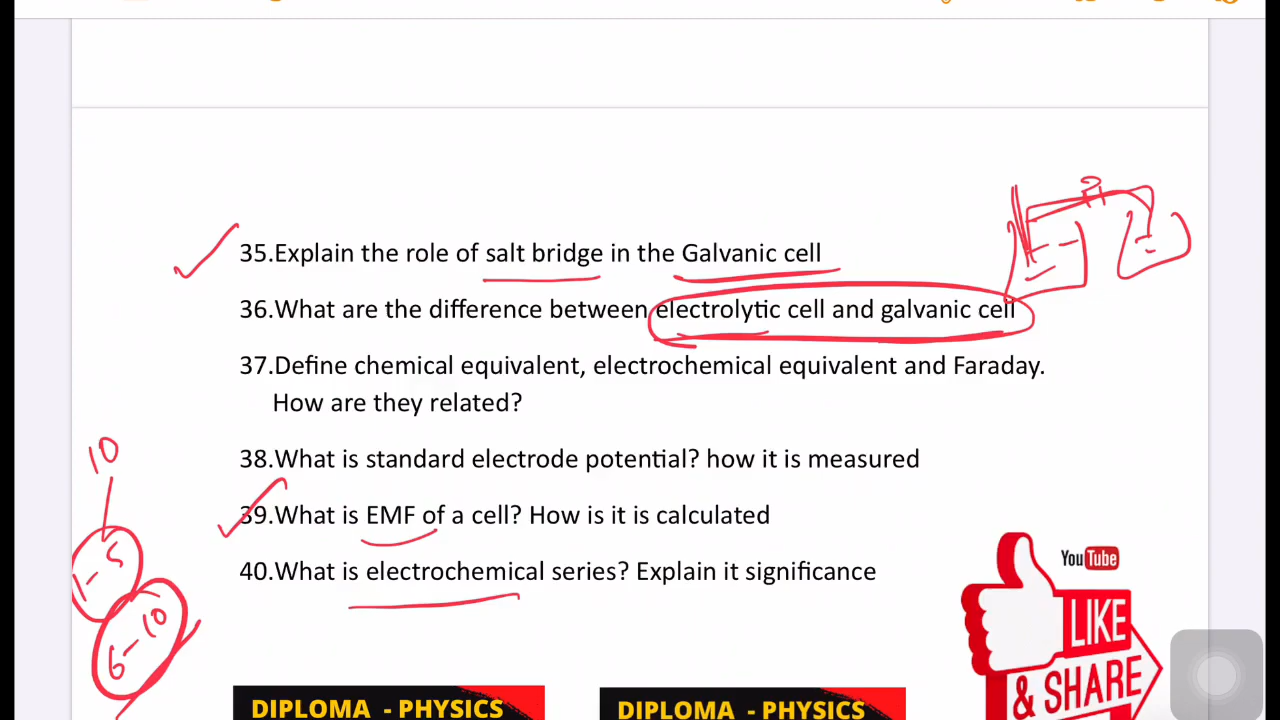 35.Explain the role of salt bridge in the Galvanic cell
36.What are the difference between electrolytic cell and galvanic cell
37.Define chemical equivalent, electrochemical equivalent and Faraday.
How are they related?
10
38.What is standard electrode potential? how it is measured
39.What is EMF of a cell? How is it is calculated
1-5
40.What is electrochemical series? Explain it significance
6-10
YouTube
LIKE
& SHARE
DIPLOMA - PHYSICS
DIPLOMA - PHYSICS